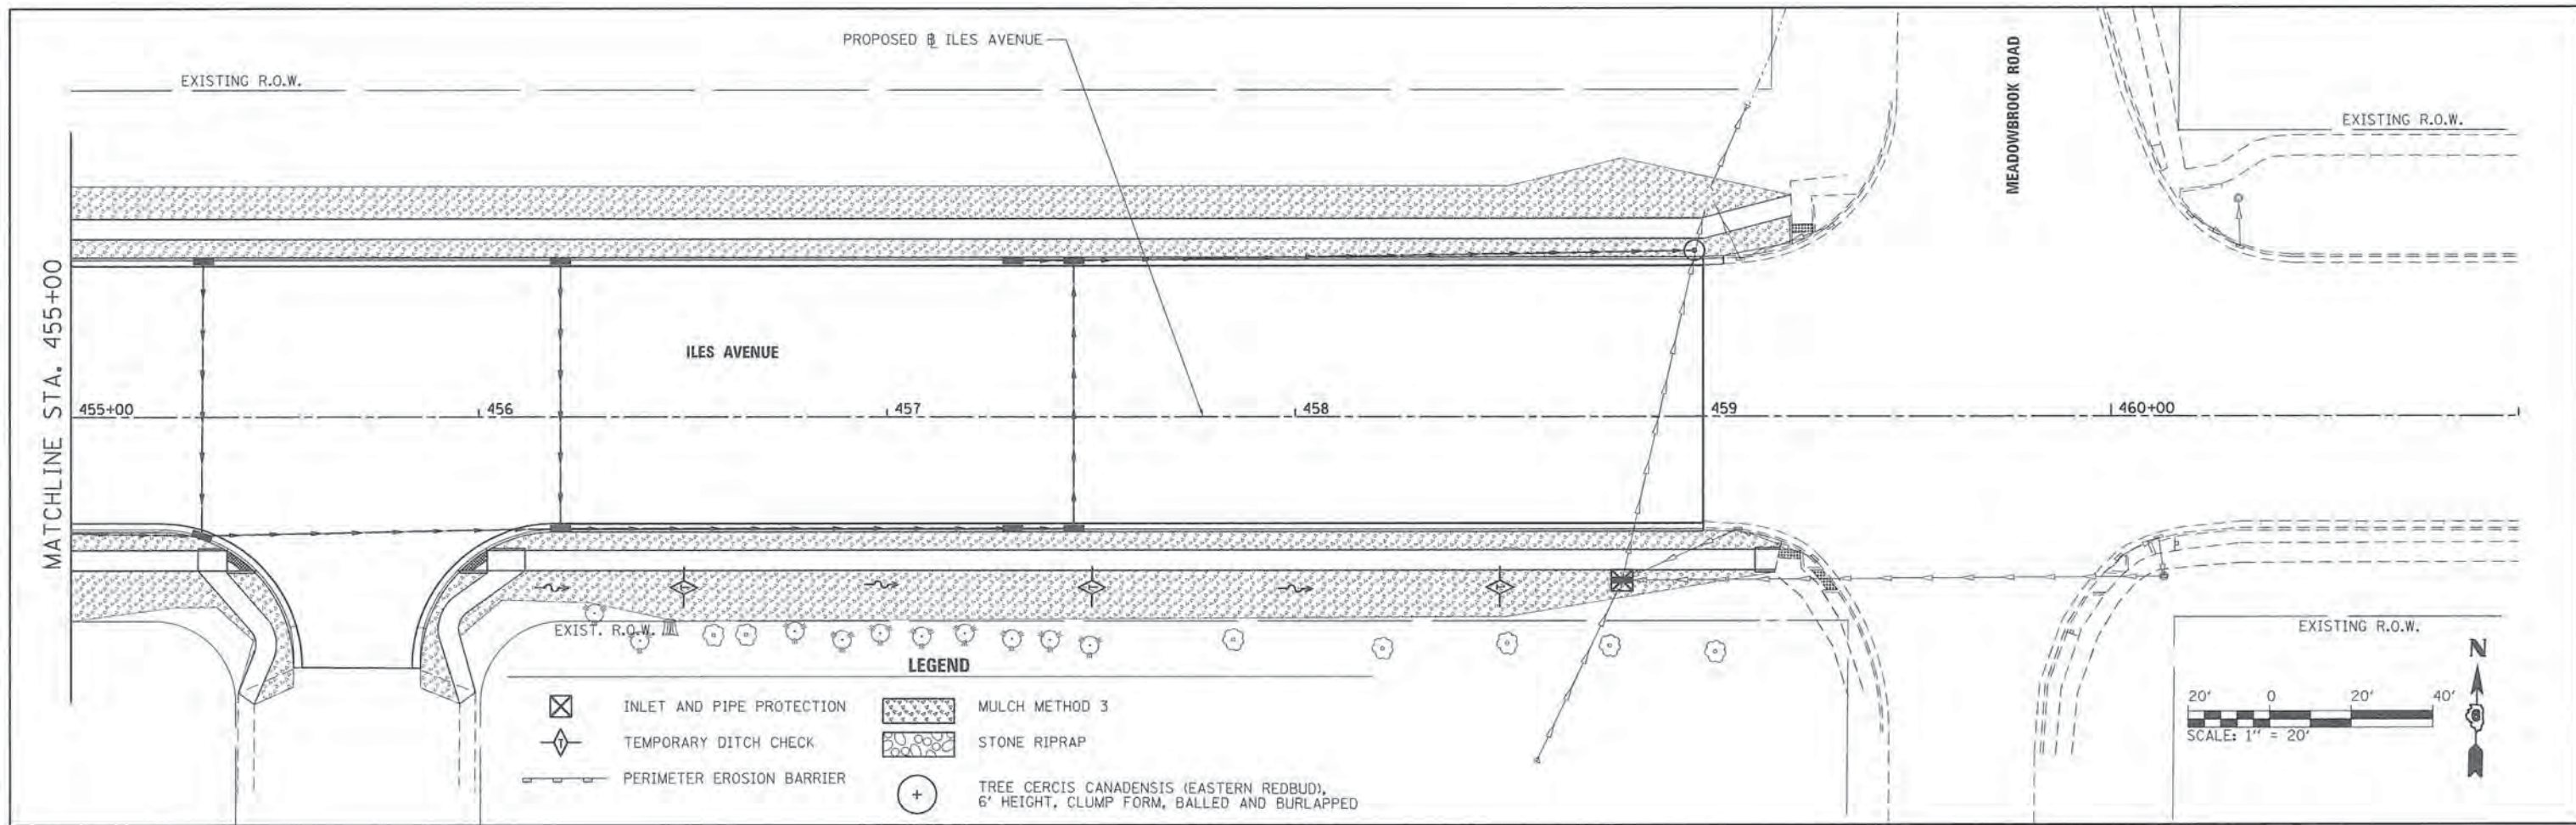 PROPOSED ℄ ILES AVENUE
EXISTING R.O.W.
MEADOWBROOK ROAD
EXISTING R.O.W.
MATCHLINE STA. 455+00
ILES AVENUE
455+00
456
457
458
459
460+00
EXIST. R.O.W.
EXISTING R.O.W.
LEGEND
INLET AND PIPE PROTECTION
TEMPORARY DITCH CHECK
PERIMETER EROSION BARRIER
MULCH METHOD 3
STONE RIPRAP
TREE CERCIS CANADENSIS (EASTERN REDBUD),
6' HEIGHT, CLUMP FORM, BALLED AND BURLAPPED
N
20' 0 20' 40'
SCALE: 1" = 20'